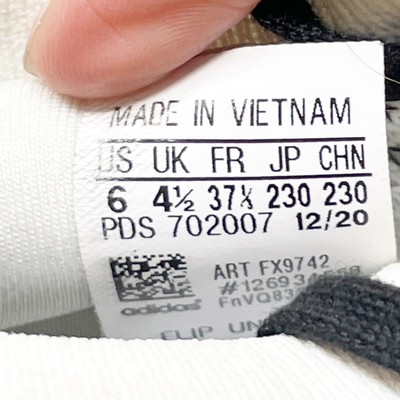 MADE IN VIETNAM
US UK FR JP CHN
6 4½ 37⅓ 230 230
PDS 702007 12/20
ART FX9742
adidas